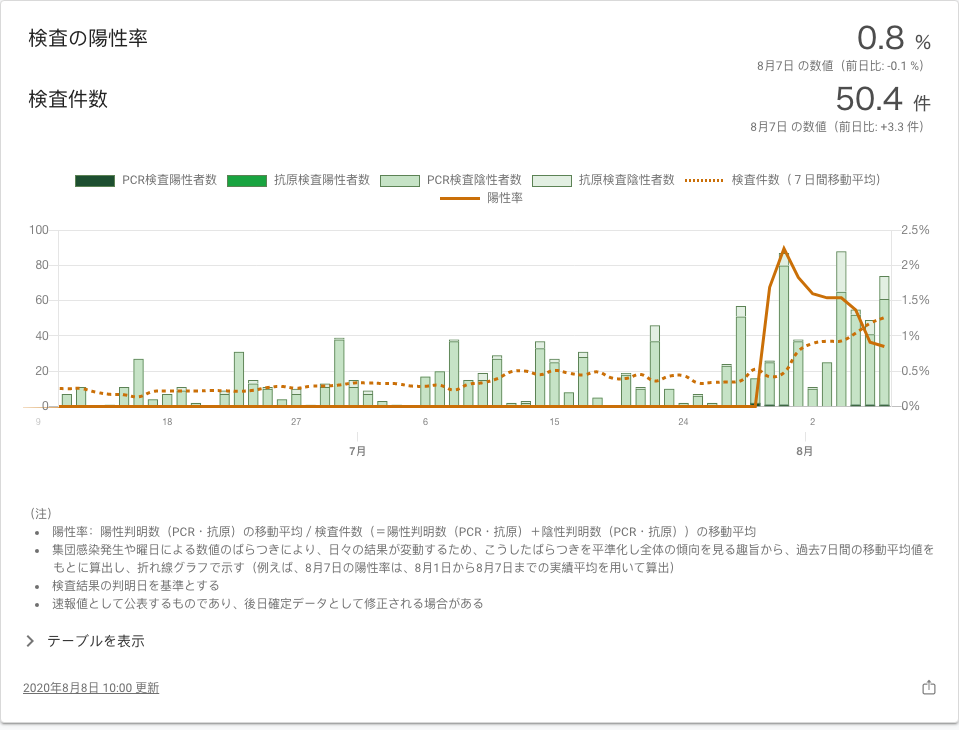 検査の陽性率
0.8 %
8月7日 の数値（前日比: -0.1 %）
検査件数
50.4 件
8月7日 の数値（前日比: +3.3 件）
PCR検査陽性者数 抗原検査陽性者数 PCR検査陰性者数 抗原検査陰性者数 検査件数（７日間移動平均）
陽性率
100 2.5%
80 2%
60 1.5%
40 1%
20 0.5%
0 0%
9 18 27 6 15 24 2
7月 8月
（注）
• 陽性率：陽性判明数（PCR・抗原）の移動平均 / 検査件数（＝陽性判明数（PCR・抗原）＋陰性判明数（PCR・抗原））の移動平均
• 集団感染発生や曜日による数値のばらつきにより、日々の結果が変動するため、こうしたばらつきを平準化し全体の傾向を見る趣旨から、過去7日間の移動平均値を
もとに算出し、折れ線グラフで示す（例えば、8月7日の陽性率は、8月1日から8月7日までの実績平均を用いて算出）
• 検査結果の判明日を基準とする
• 速報値として公表するものであり、後日確定データとして修正される場合がある
テーブルを表示
2020年8月8日 10:00 更新